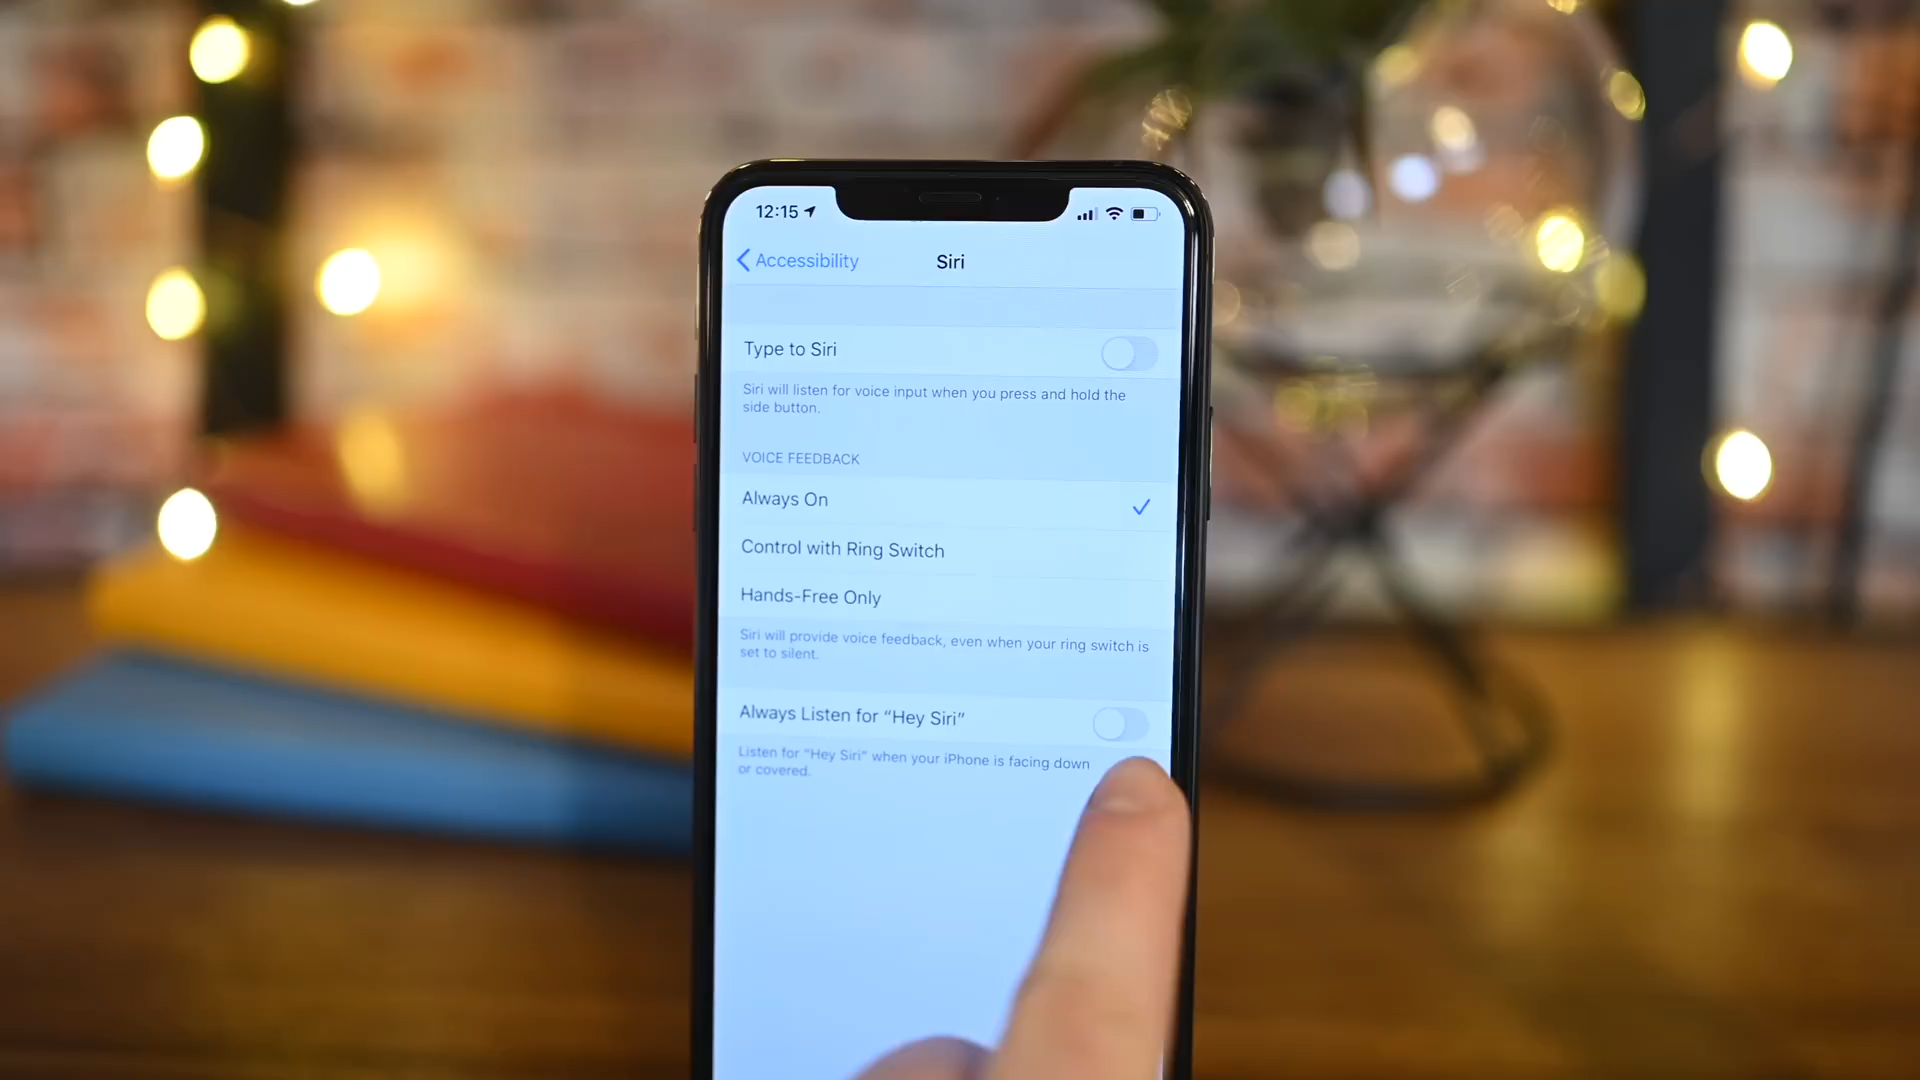 12:15
Accessibility
Siri
Type to Siri
Siri will listen for voice input when you press and hold the
side button.
VOICE FEEDBACK
Always On
Control with Ring Switch
Hands-Free Only
Siri will provide voice feedback, even when your ring switch is
set to silent.
Always Listen for “Hey Siri”
Listen for “Hey Siri” when your iPhone is facing down
or covered.